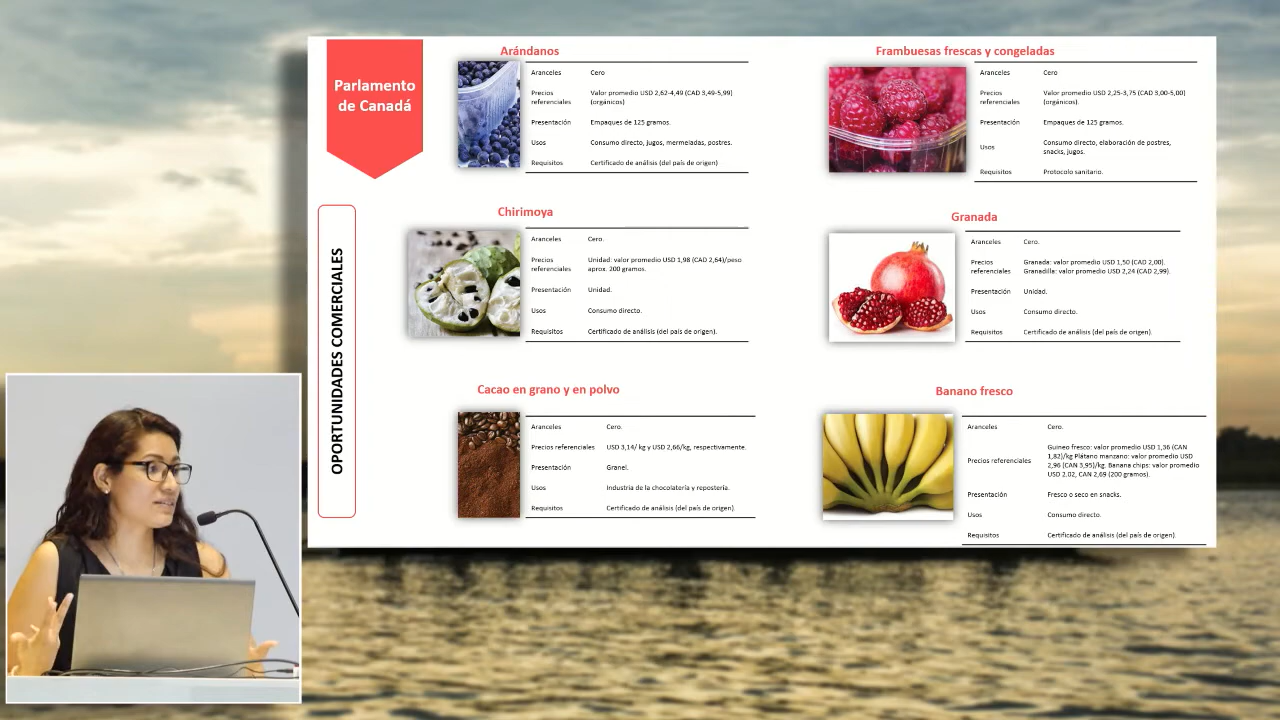 Parlamento
de Canadá
OPORTUNIDADES COMERCIALES
Arándanos
Aranceles Cero
Precios referenciales Valor promedio USD 2,62-4,49 (CAD 3,49-5,99)
(orgánicos)
Presentación Empaques de 125 gramos.
Usos Consumo directo, jugos, mermeladas, postres.
Requisitos Certificado de análisis (del país de origen)
Frambuesas frescas y congeladas
Aranceles Cero
Precios referenciales Valor promedio USD 2,25-3,75 (CAD 3,00-5,00)
(orgánicos).
Presentación Empaques de 125 gramos.
Usos Consumo directo, elaboración de postres,
snacks, jugos.
Requisitos Protocolo sanitario.
Chirimoya
Aranceles Cero.
Precios referenciales Unidad: valor promedio USD 1,98 (CAD 2,64)/peso
aprox. 200 gramos.
Presentación Unidad.
Usos Consumo directo.
Requisitos Certificado de análisis (del país de origen).
Granada
Aranceles Cero.
Precios referenciales Granada: valor promedio USD 1,50 (CAD 2,00).
Granadilla: valor promedio USD 2,24 (CAD 2,99).
Presentación Unidad.
Usos Consumo directo.
Requisitos Certificado de análisis (del país de origen).
Cacao en grano y en polvo
Aranceles Cero.
Precios referenciales USD 3,14/ kg y USD 2,66/kg, respectivamente.
Presentación Granel.
Usos Industria de la chocolatería y repostería.
Requisitos Certificado de análisis (del país de origen).
Banano fresco
Aranceles Cero.
Precios referenciales Guineo fresco: valor promedio USD 1,36 (CAN
1,82)/kg Plátano manzano: valor promedio USD
2,96 (CAN 3,95)/kg. Banana chips: valor promedio
USD 2.02, CAN 2,69 (200 gramos).
Presentación Fresco o seco en snacks.
Usos Consumo directo.
Requisitos Certificado de análisis (del país de origen).